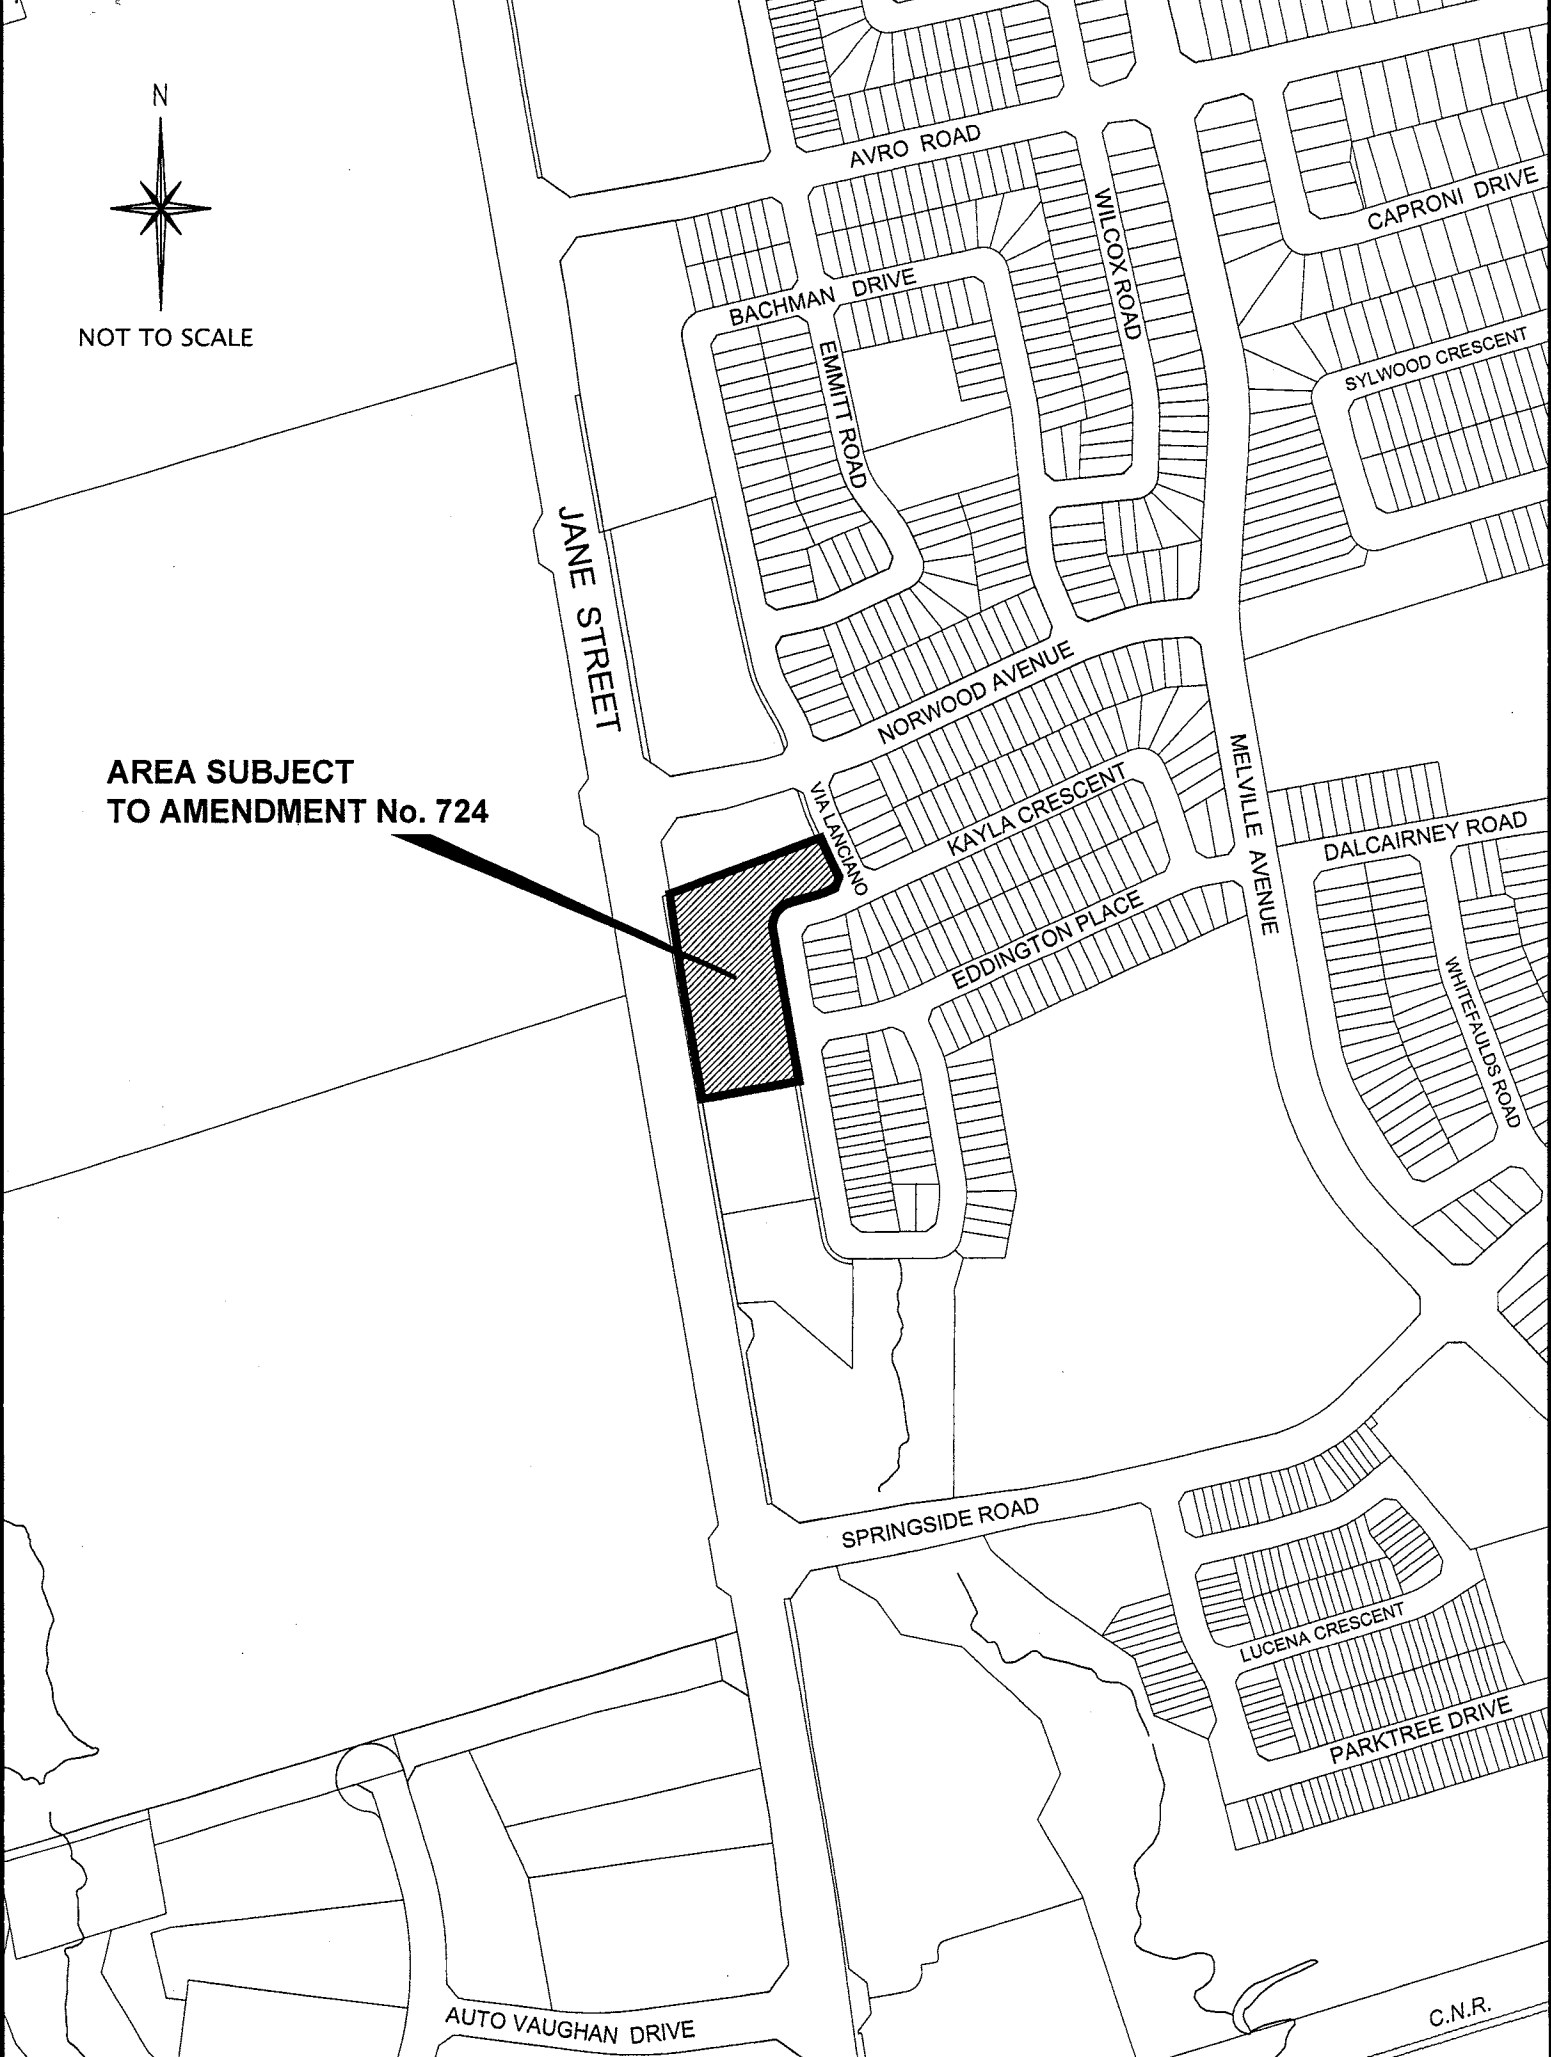 N
NOT TO SCALE
AVRO ROAD
CAPRONI DRIVE
WILCOX ROAD
BACHMAN DRIVE
EMMITT ROAD
SYLWOOD CRESCENT
JANE STREET
NORWOOD AVENUE
AREA SUBJECT
TO AMENDMENT No. 724
VIA LANCIANO
KAYLA CRESCENT
MELVILLE AVENUE
DALCAIRNEY ROAD
EDDINGTON PLACE
WHITEFAULDS ROAD
SPRINGSIDE ROAD
LUCENA CRESCENT
PARKTREE DRIVE
AUTO VAUGHAN DRIVE
C.N.R.